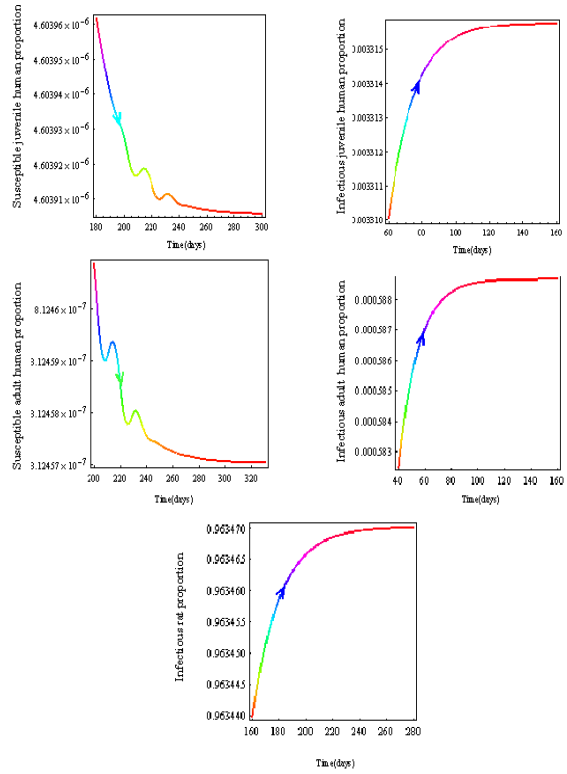 Susceptible juvenile human proportion
4.60396×10⁻⁶
4.60395×10⁻⁶
4.60394×10⁻⁶
4.60393×10⁻⁶
4.60392×10⁻⁶
4.60391×10⁻⁶
180 200 220 240 260 280 300
Time(days)
Infectious juvenile human proportion
0.003315
0.003314
0.003313
0.003312
0.003311
0.003310
60 80 100 120 140 160
Time(days)
Susceptible adult human proportion
8.1246×10⁻⁷
3.12459×10⁻⁷
3.12458×10⁻⁷
3.12457×10⁻⁷
200 220 240 260 280 300 320
Time(days)
Infectious adult human proportion
0.000588
0.000587
0.000586
0.000585
0.000584
0.000583
40 60 80 100 120 140 160
Time(days)
Infectious rat proportion
0.963470
0.963465
0.963460
0.963455
0.963450
0.963445
0.963440
160 180 200 220 240 260 280
Time(days)